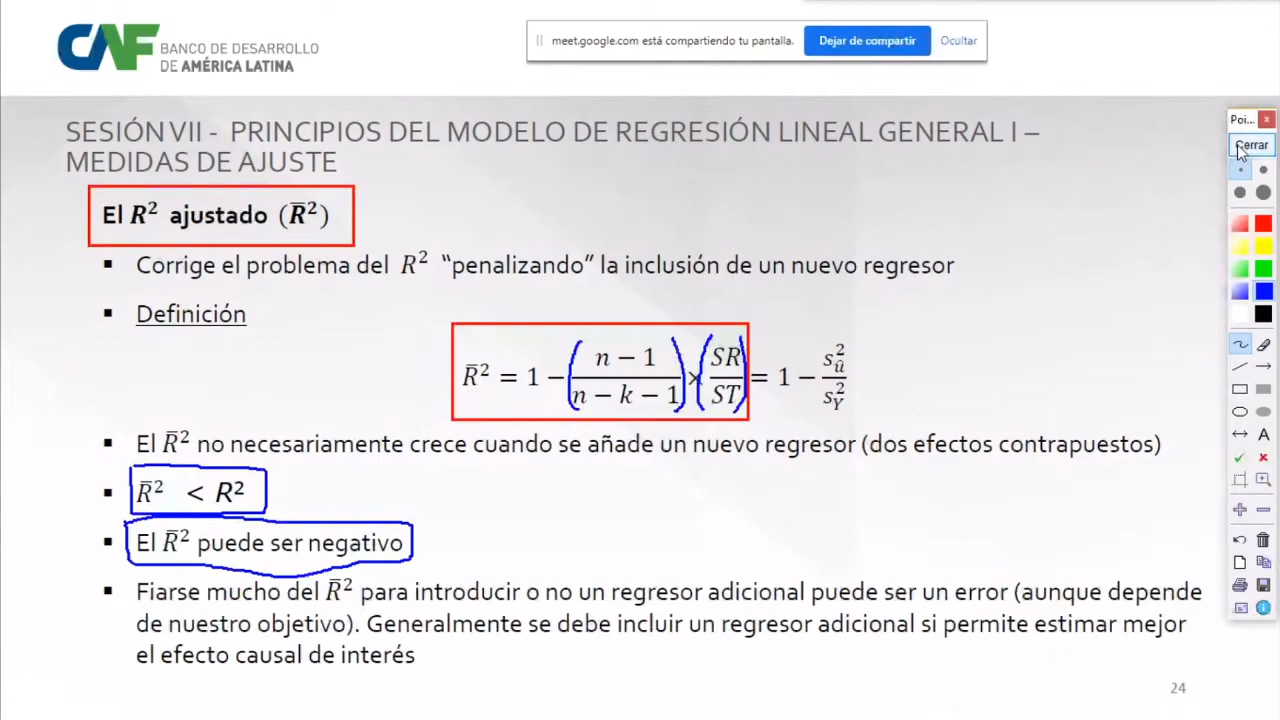 CAF BANCO DE DESARROLLO
DE AMÉRICA LATINA
meet.google.com está compartiendo tu pantalla. Dejar de compartir Ocultar
SESIÓN VII - PRINCIPIOS DEL MODELO DE REGRESIÓN LINEAL GENERAL I –
MEDIDAS DE AJUSTE
Poi...
Cerrar
El R² ajustado (R̅²)
▪ Corrige el problema del R² “penalizando” la inclusión de un nuevo regresor
▪ Definición
R̅² = 1 − (n − 1 / n − k − 1) × (SR / ST) = 1 − s²û / s²Y
▪ El R̅² no necesariamente crece cuando se añade un nuevo regresor (dos efectos contrapuestos)
▪ R̅² < R²
▪ El R̅² puede ser negativo
▪ Fiarse mucho del R̅² para introducir o no un regresor adicional puede ser un error (aunque depende
de nuestro objetivo). Generalmente se debe incluir un regresor adicional si permite estimar mejor
el efecto causal de interés
24